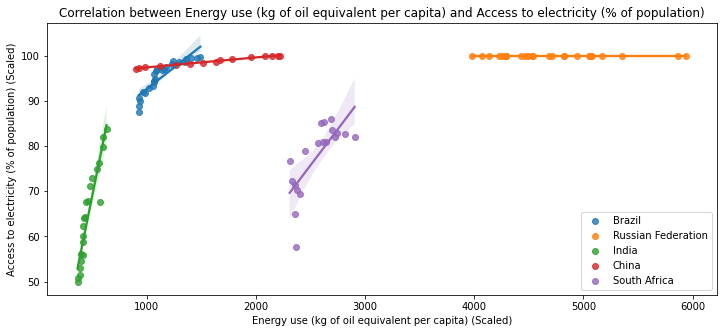 Correlation between Energy use (kg of oil equivalent per capita) and Access to electricity (% of population)
Access to electricity (% of population) (Scaled)
100
90
80
70
60
50
1000
2000
3000
4000
5000
6000
Energy use (kg of oil equivalent per capita) (Scaled)
Brazil
Russian Federation
India
China
South Africa